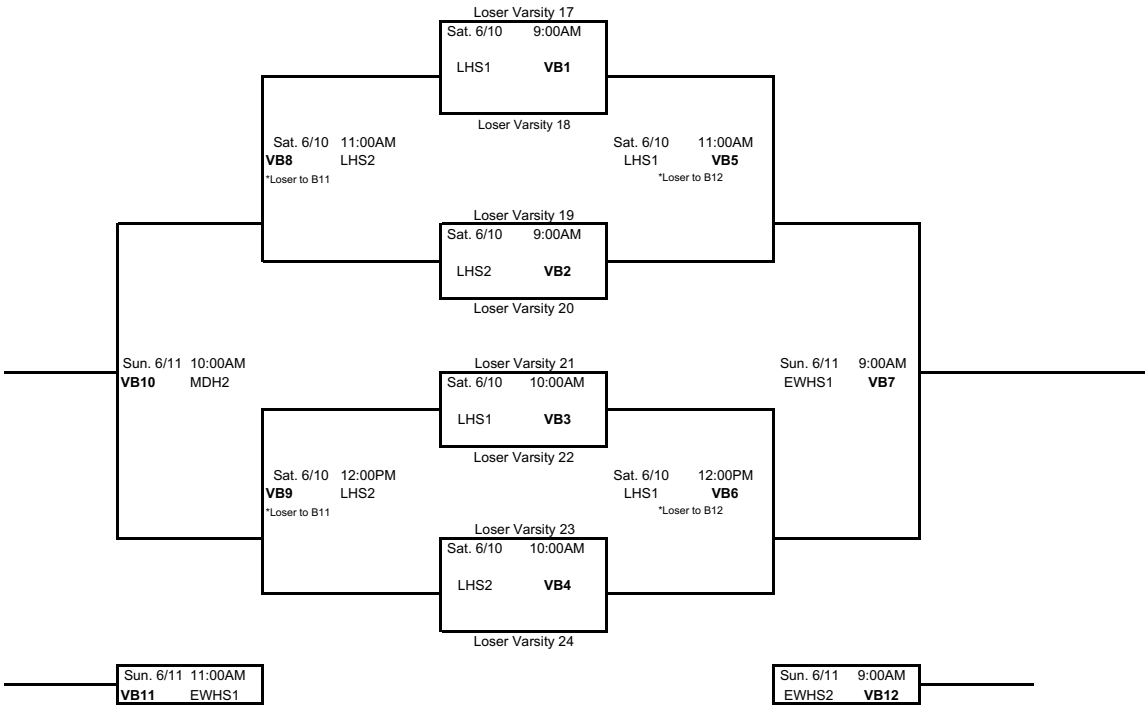 Loser Varsity 17
Sat. 6/10 9:00AM
LHS1 VB1
Loser Varsity 18
Sat. 6/10 11:00AM
VB8 LHS2
*Loser to B11
Sat. 6/10 11:00AM
LHS1 VB5
*Loser to B12
Loser Varsity 19
Sat. 6/10 9:00AM
LHS2 VB2
Loser Varsity 20
Sun. 6/11 10:00AM
VB10 MDH2
Loser Varsity 21
Sat. 6/10 10:00AM
LHS1 VB3
Loser Varsity 22
Sun. 6/11 9:00AM
EWHS1 VB7
Sat. 6/10 12:00PM
VB9 LHS2
*Loser to B11
Sat. 6/10 12:00PM
LHS1 VB6
*Loser to B12
Loser Varsity 23
Sat. 6/10 10:00AM
LHS2 VB4
Loser Varsity 24
Sun. 6/11 11:00AM
VB11 EWHS1
Sun. 6/11 9:00AM
EWHS2 VB12